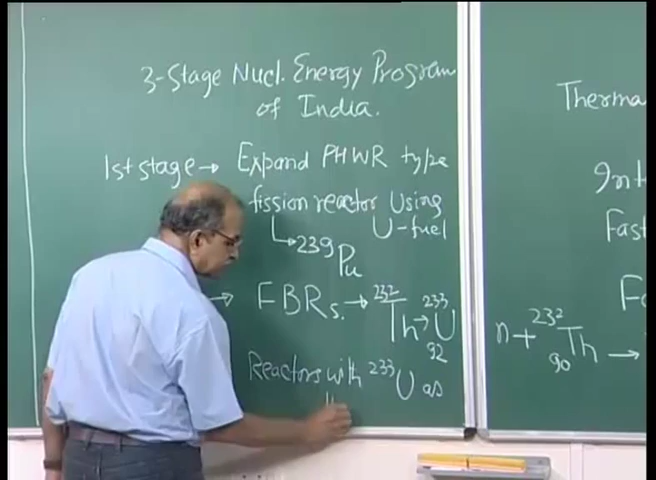 3-Stage Nucl. Energy Program
of India.
1st stage → Expand PHWR type
fission reactor Using
U-fuel
↳ 239 Pu
→ FBRs. → 232 Th → 233 U 92
Reactors with 233 U as
Therma
Int
Fast
F
n + 232 90 Th →